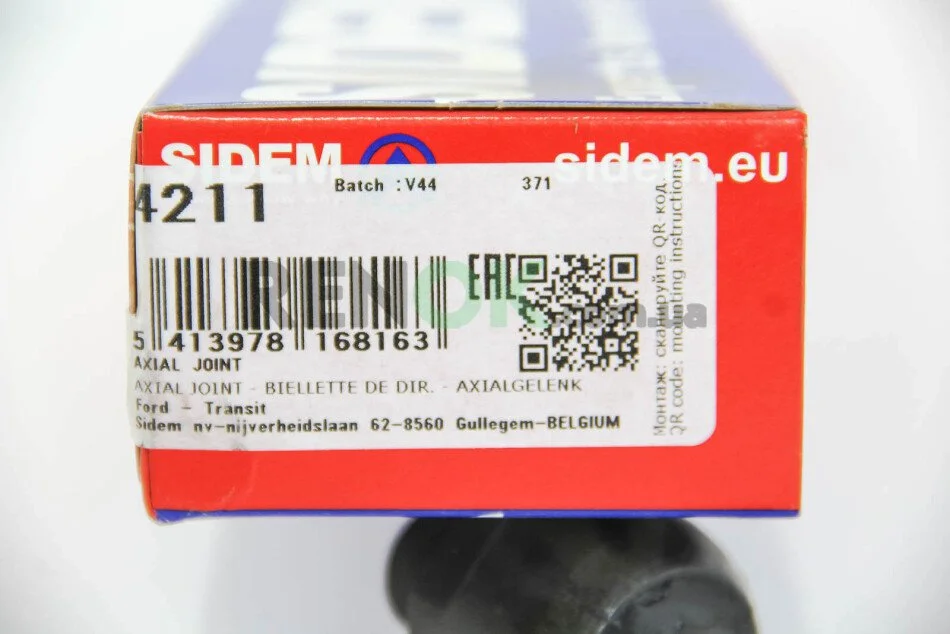 SIDEM
sidem.eu
4211
Batch :V44
371
EAC
5 413978 168163
AXIAL JOINT
AXIAL JOINT - BIELLETTE DE DIR. - AXIALGELENK
Ford - Transit
Sidem nv-nijverheidslaan 62-8560 Gullegem-BELGIUM
Монтаж: сканируйте QR-код.
QR code: mounting instructions